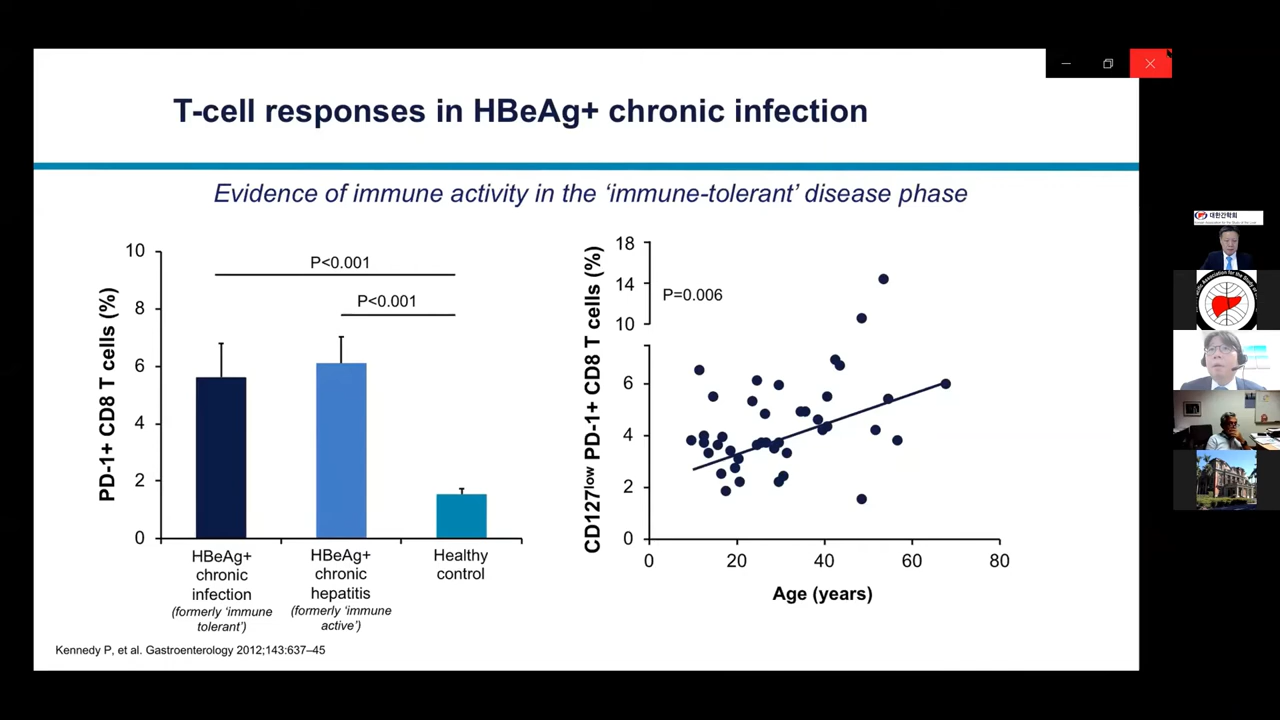 T-cell responses in HBeAg+ chronic infection
Evidence of immune activity in the ‘immune-tolerant’ disease phase
PD-1+ CD8 T cells (%)
10
8
6
4
2
0
P<0.001
P<0.001
HBeAg+
chronic
infection
(formerly ‘immune
tolerant’)
HBeAg+
chronic
hepatitis
(formerly ‘immune
active’)
Healthy
control
CD127low PD-1+ CD8 T cells (%)
18
14
10
6
4
2
0
P=0.006
0
20
40
60
80
Age (years)
Kennedy P, et al. Gastroenterology 2012;143:637–45
대한간학회